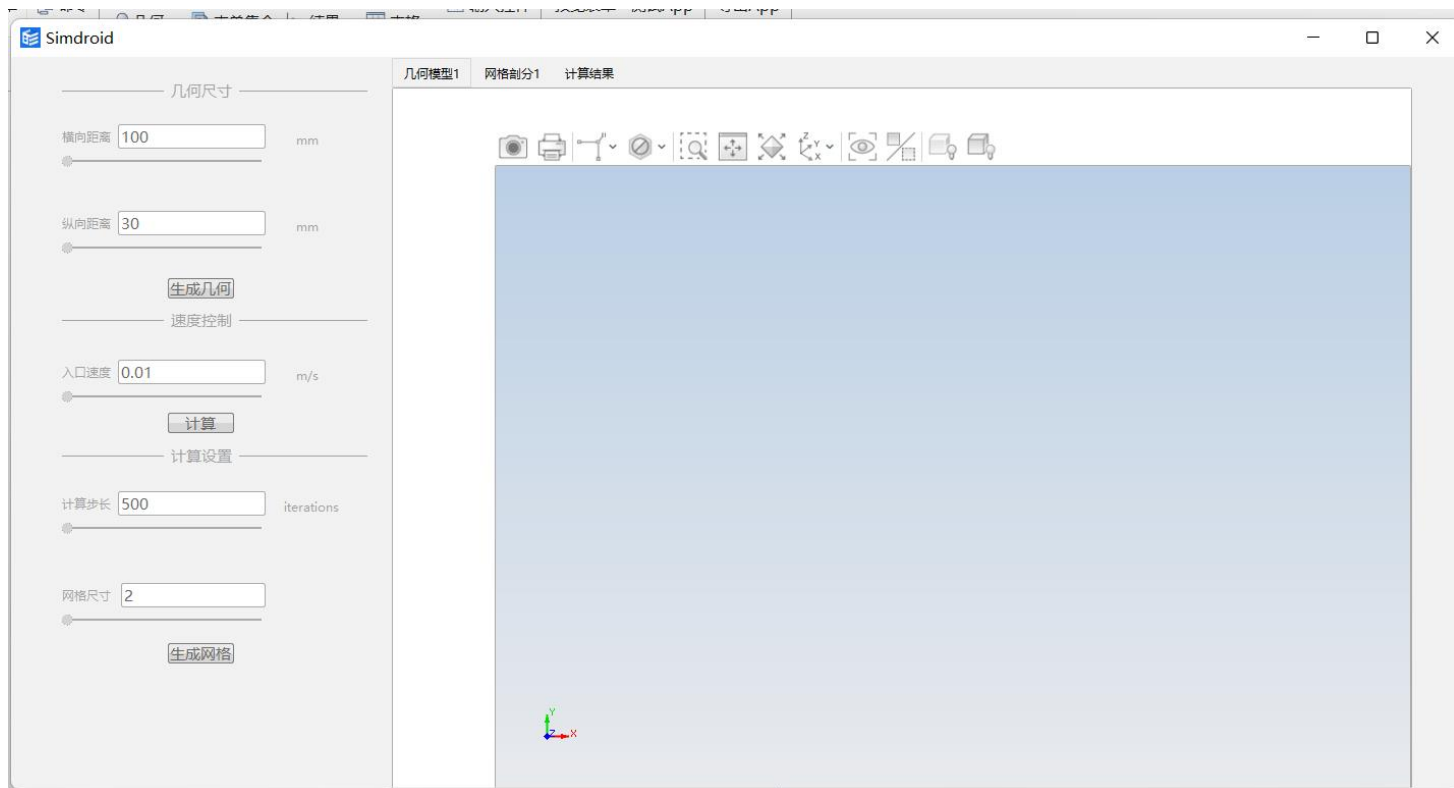 Simdroid
几何模型1 网格剖分1 计算结果
几何尺寸
横向距离 100 mm
纵向距离 30 mm
生成几何
速度控制
入口速度 0.01 m/s
计算
计算设置
计算步长 500 iterations
网格尺寸 2
生成网格
Z Y X
Y
Z X